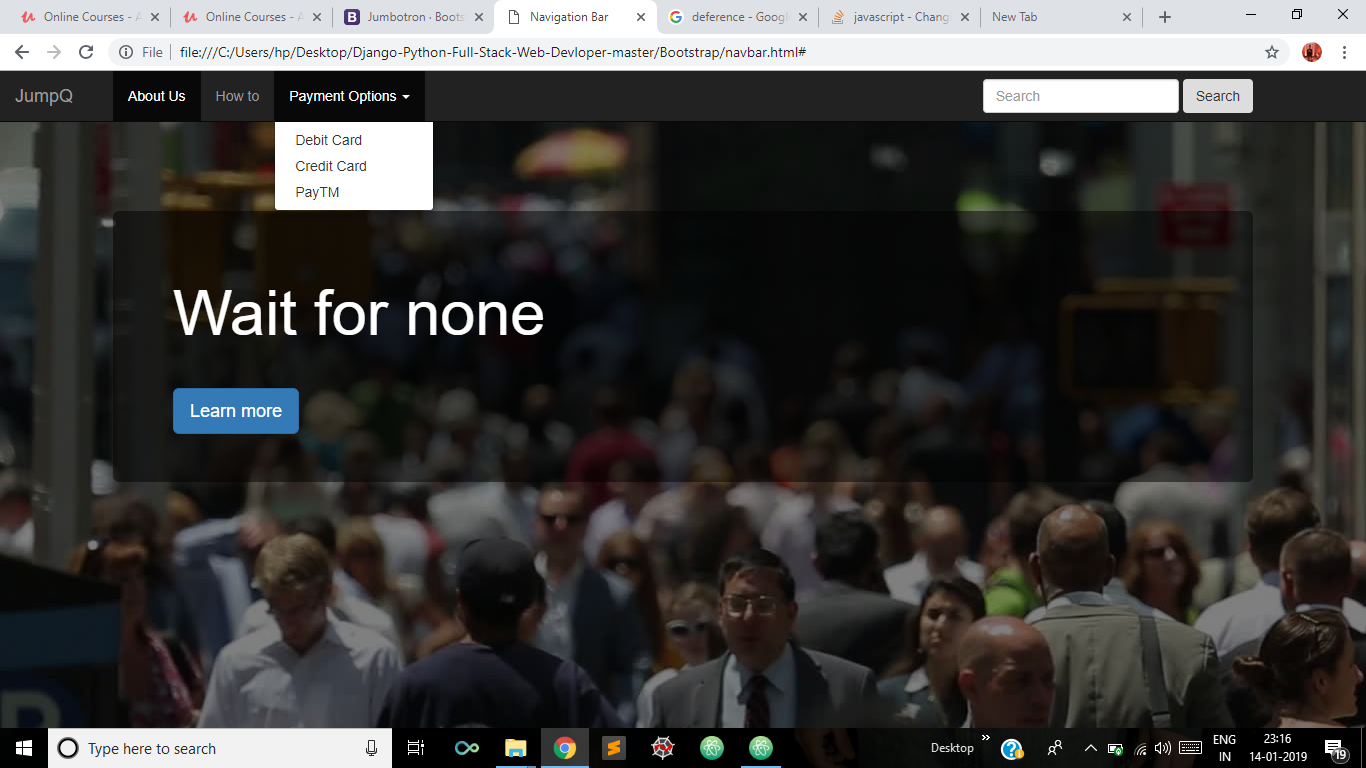 Online Courses - A
Online Courses - A
Jumbotron · Boots
Navigation Bar
deference - Googl
javascript - Chang
New Tab
File
file:///C:/Users/hp/Desktop/Django-Python-Full-Stack-Web-Devloper-master/Bootstrap/navbar.html#
JumpQ
About Us
How to
Payment Options
Search
Search
Debit Card
Credit Card
PayTM
Wait for none
Learn more
Type here to search
Desktop
ENG
IN
23:16
14-01-2019
19